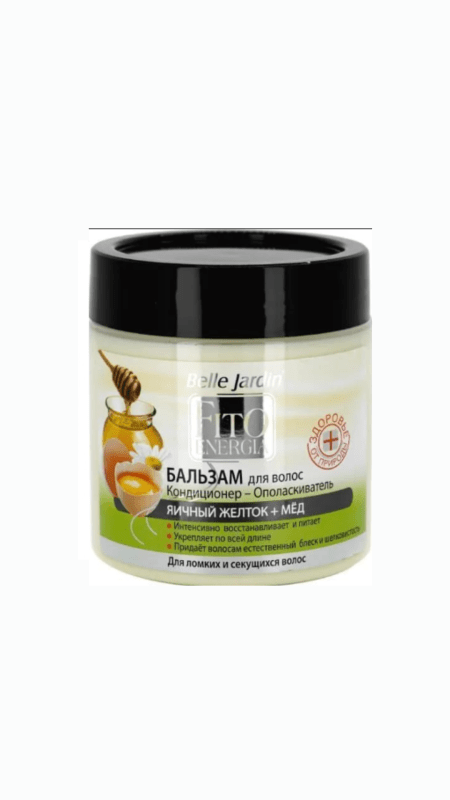 Belle Jardin
FITO
ENERGIA
ЗДОРОВЬЕ
ОТ ПРИРОДЫ
БАЛЬЗАМ для волос
Кондиционер – Ополаскиватель
ЯИЧНЫЙ ЖЕЛТОК + МЁД
Интенсивно восстанавливает и питает
Укрепляет по всей длине
Придаёт волосам естественный блеск и шелковистость
Для ломких и секущихся волос